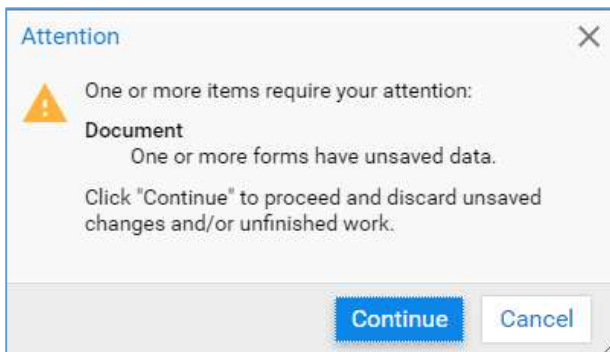 Attention
One or more items require your attention:
Document
One or more forms have unsaved data.
Click "Continue" to proceed and discard unsaved
changes and/or unfinished work.
Continue
Cancel